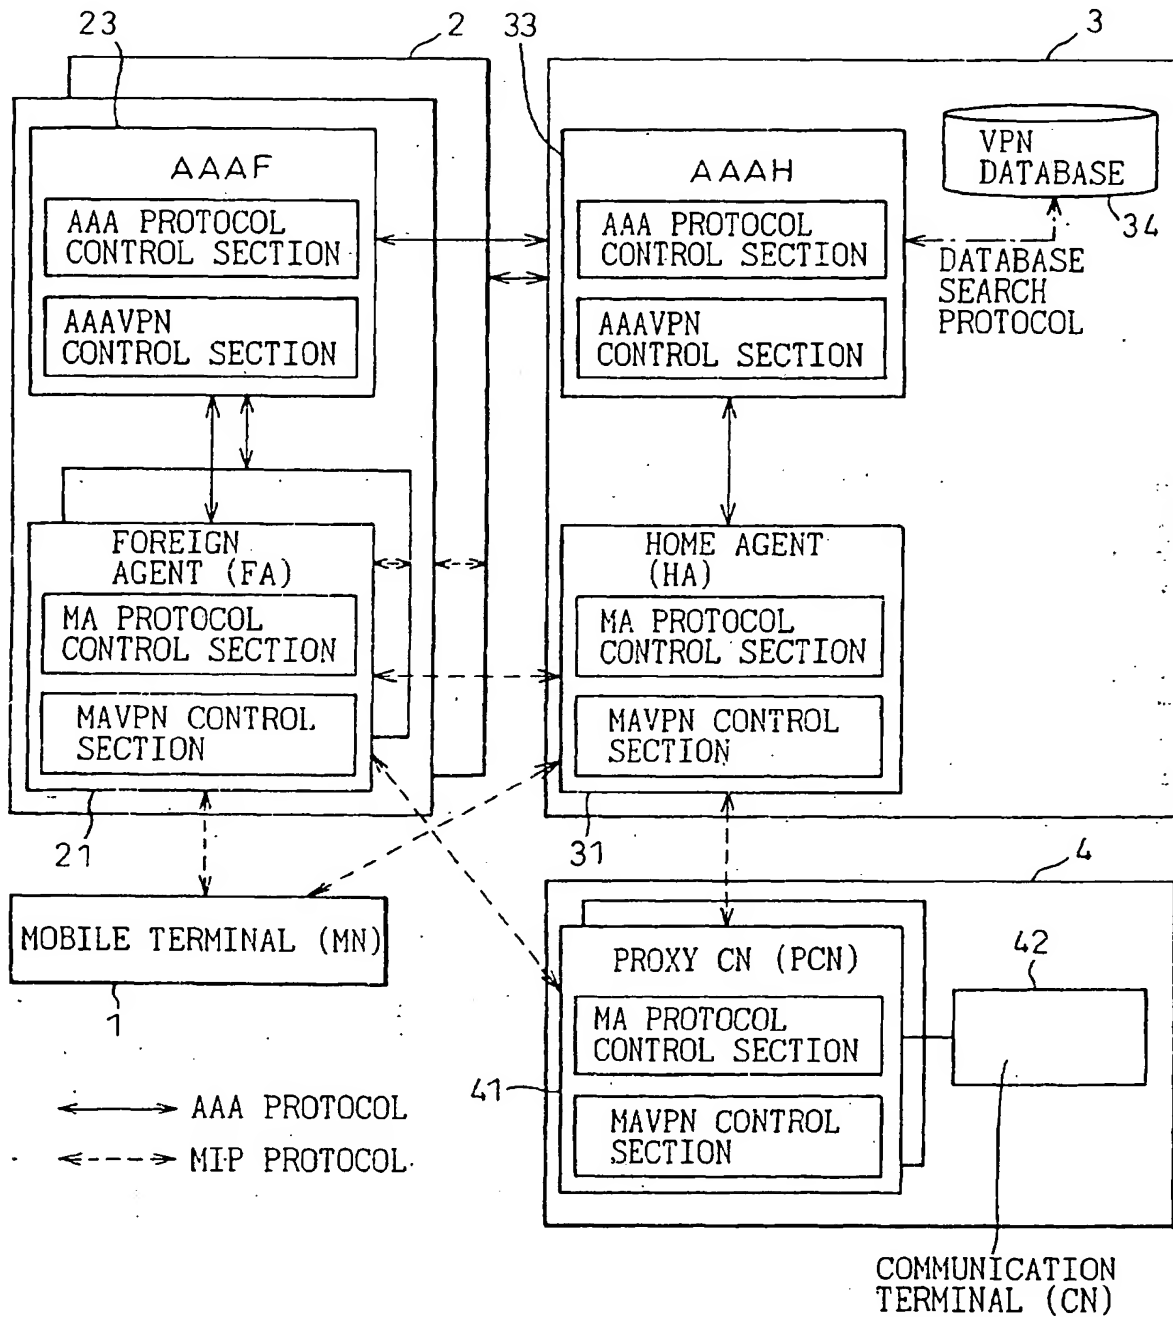 23
2
33
3
AAAF
AAA PROTOCOL
CONTROL SECTION
AAAVPN
CONTROL SECTION
AAAH
AAA PROTOCOL
CONTROL SECTION
AAAVPN
CONTROL SECTION
VPN
DATABASE
34
DATABASE
SEARCH
PROTOCOL
FOREIGN
AGENT (FA)
MA PROTOCOL
CONTROL SECTION
MAVPN CONTROL
SECTION
21
HOME AGENT
(HA)
MA PROTOCOL
CONTROL SECTION
MAVPN CONTROL
SECTION
31
MOBILE TERMINAL (MN)
1
4
PROXY CN (PCN)
MA PROTOCOL
CONTROL SECTION
MAVPN CONTROL
SECTION
41
42
COMMUNICATION
TERMINAL (CN)
AAA PROTOCOL
MIP PROTOCOL